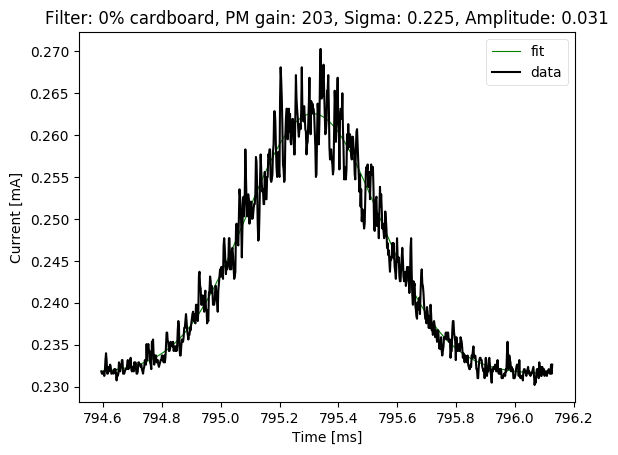 Filter: 0% cardboard, PM gain: 203, Sigma: 0.225, Amplitude: 0.031
fit
data
Current [mA]
0.270
0.265
0.260
0.255
0.250
0.245
0.240
0.235
0.230
794.6 794.8 795.0 795.2 795.4 795.6 795.8 796.0 796.2
Time [ms]